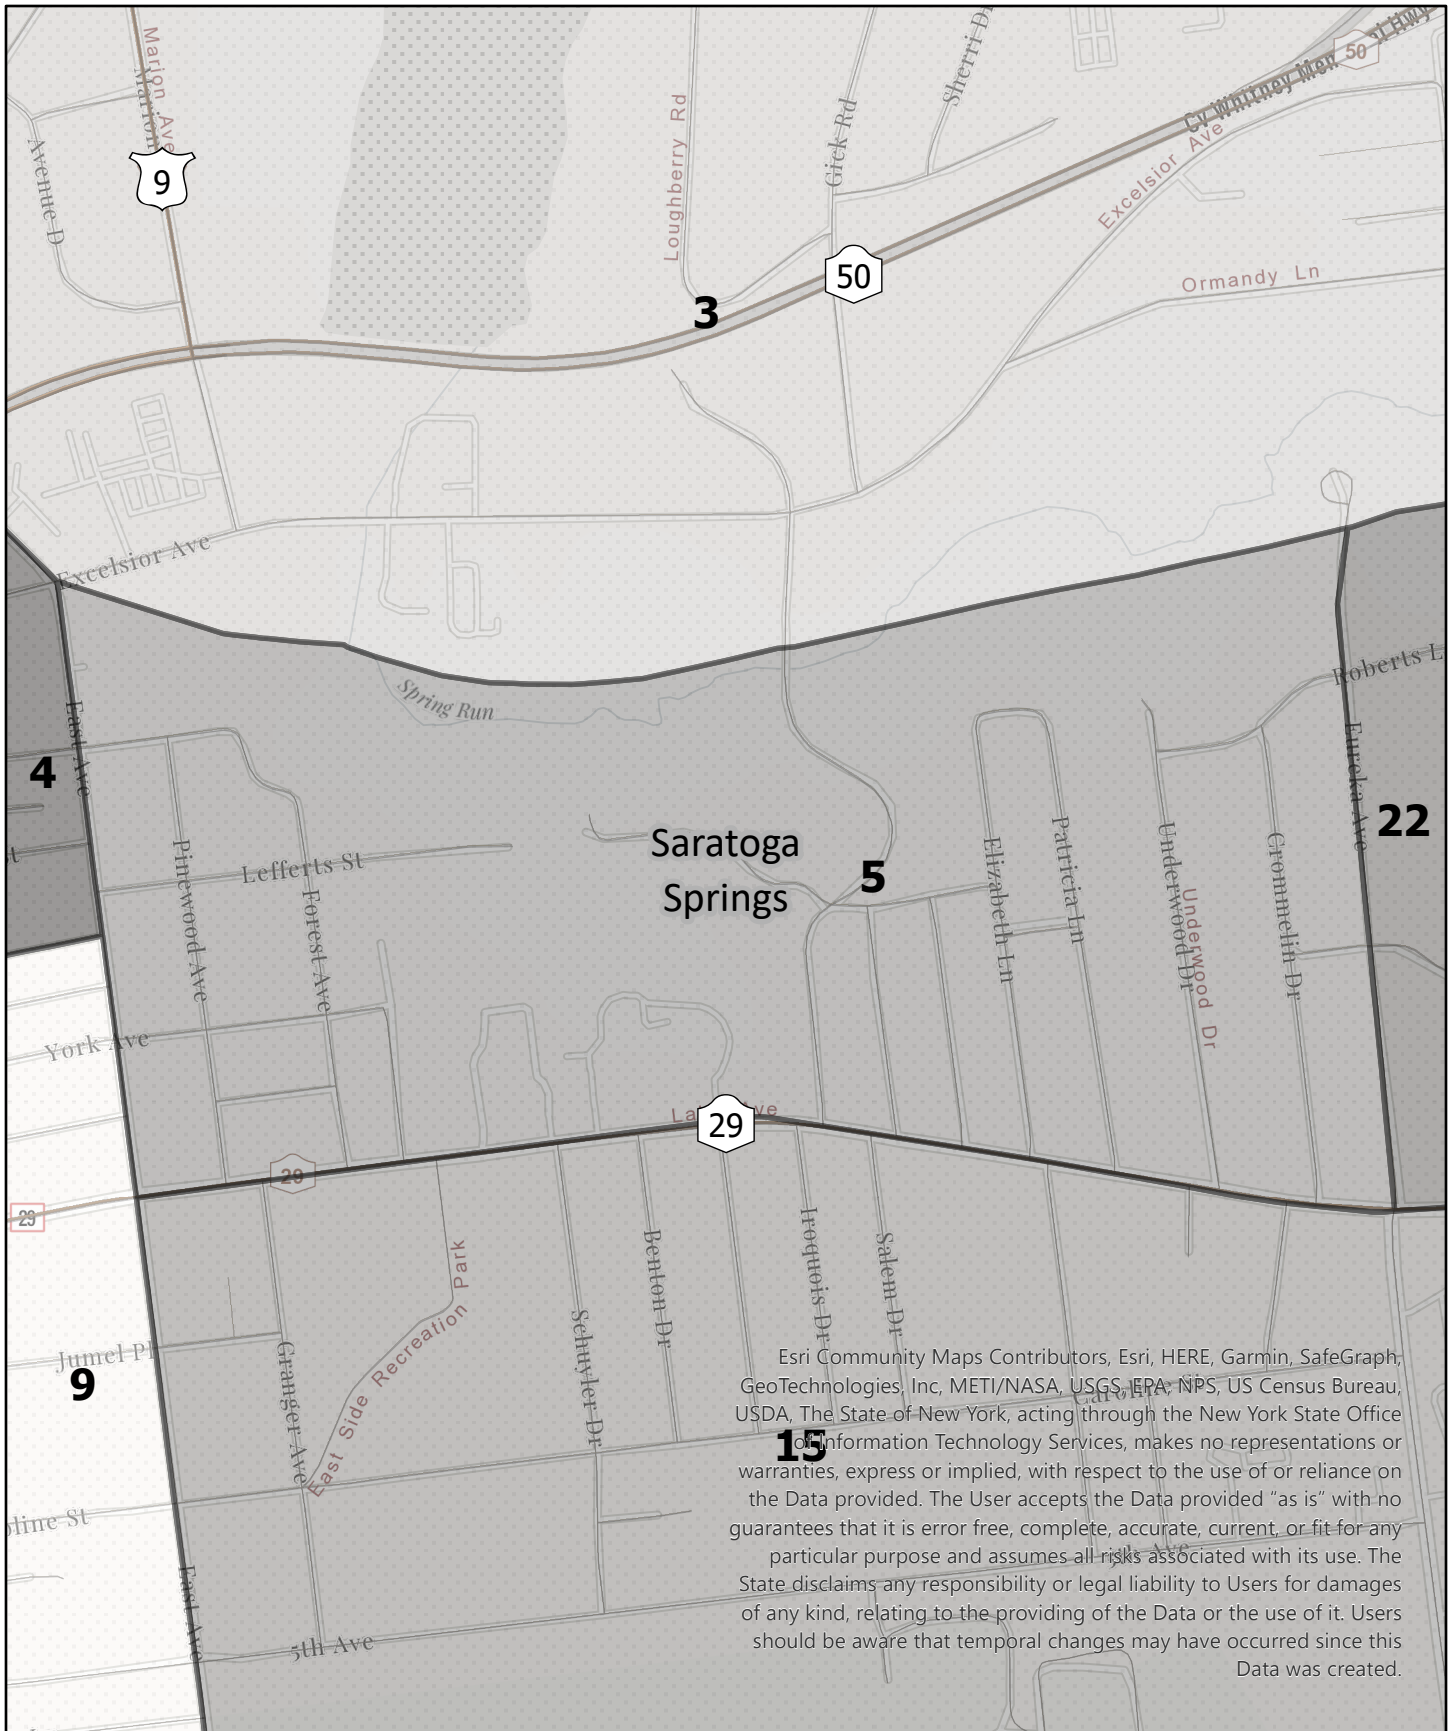 Marion Ave
Marion
Avenue D
9
Loughberry Rd
Gick Rd
Sherri Dr
Cv Whitney Mem
Hwy
50
Excelsior Ave
50
Ormandy Ln
3
Excelsior Ave
Spring Run
East Ave
4
Pinewood Ave
Lefferts St
Forest Ave
Saratoga
Springs
5
Elizabeth Ln
Patricia Ln
Underwood Dr
Underwood Dr
Crommelin Dr
Roberts L
Eureka Ave
22
York Ave
29
29
29
Jumel Pl
9
Granger Ave
East Side Recreation Park
Schuyler Dr
Benton Dr
Iroquois Dr
Salem Dr
Caroline St
15
oline St
5th Ave
5th Ave
East Ave
Esri Community Maps Contributors, Esri, HERE, Garmin, SafeGraph,
GeoTechnologies, Inc, METI/NASA, USGS, EPA, NPS, US Census Bureau,
USDA, The State of New York, acting through the New York State Office
of Information Technology Services, makes no representations or
warranties, express or implied, with respect to the use of or reliance on
the Data provided. The User accepts the Data provided “as is” with no
guarantees that it is error free, complete, accurate, current, or fit for any
particular purpose and assumes all risks associated with its use. The
State disclaims any responsibility or legal liability to Users for damages
of any kind, relating to the providing of the Data or the use of it. Users
should be aware that temporal changes may have occurred since this
Data was created.